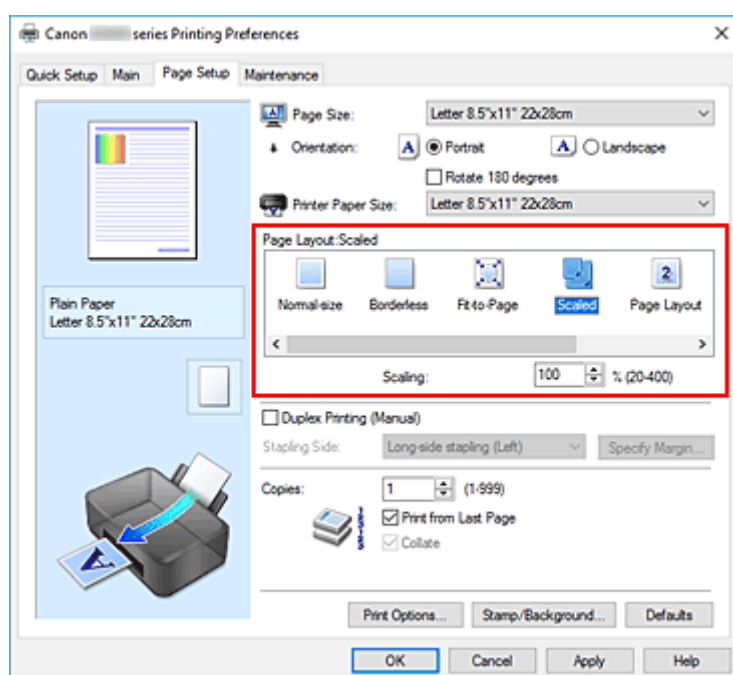 Canon series Printing Preferences
Quick Setup Main Page Setup Maintenance
Page Size: Letter 8.5"x11" 22x28cm
Orientation: A Portrait A Landscape
Rotate 180 degrees
Printer Paper Size: Letter 8.5"x11" 22x28cm
Page Layout:Scaled
2
Normal-size Borderless Fit-to-Page Scaled Page Layout
Plain Paper
Letter 8.5"x11" 22x28cm
Scaling: 100 % (20-400)
Duplex Printing (Manual)
Stapling Side: Long-side stapling (Left) Specify Margin...
Copies: 1 (1-999)
Print from Last Page
Collate
A
Print Options... Stamp/Background... Defaults
OK Cancel Apply Help